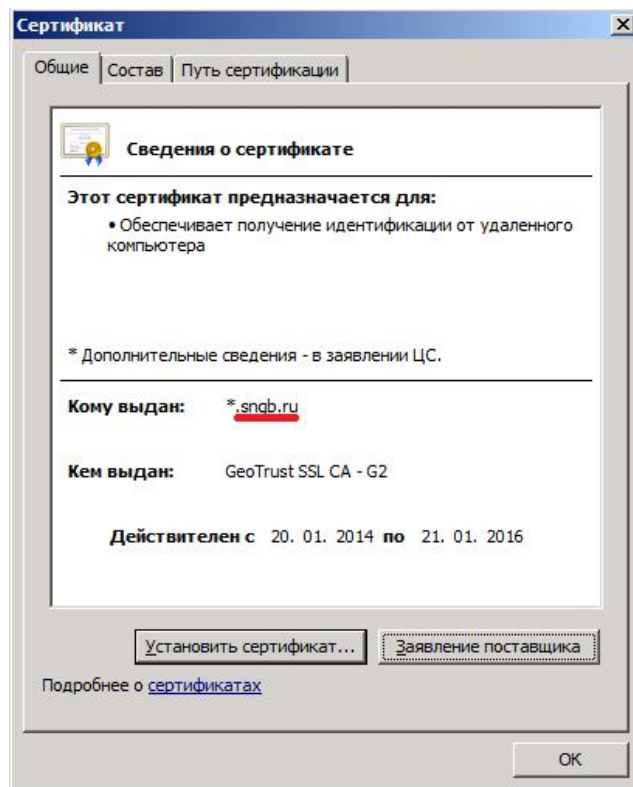 Сертификат
Общие Состав Путь сертификации
Сведения о сертификате
Этот сертификат предназначается для:
• Обеспечивает получение идентификации от удаленного
компьютера
* Дополнительные сведения - в заявлении ЦС.
Кому выдан: *.sngb.ru
Кем выдан: GeoTrust SSL CA - G2
Действителен с 20. 01. 2014 по 21. 01. 2016
Установить сертификат... Заявление поставщика
Подробнее о сертификатах
ОК